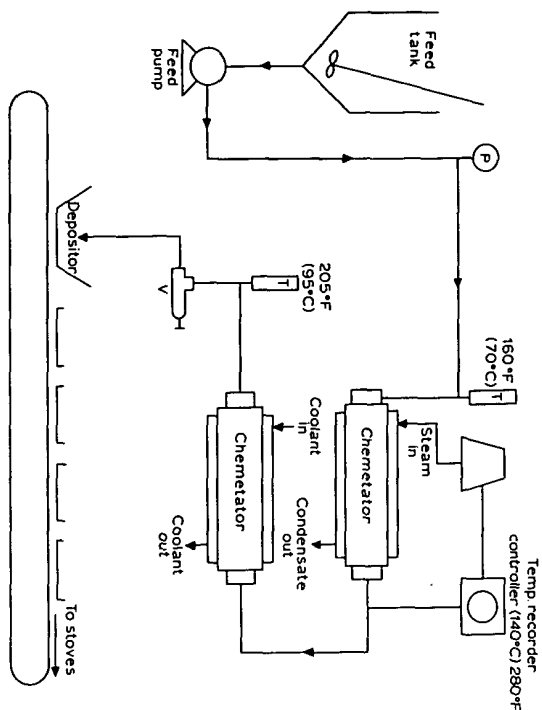 Feed
tank
Feed
pump
P
160°F
(70°C)
T
Temp. recorder
controller (140°C) 280°F
Steam
in
Chemetator
Condensate
out
205°F
(95°C)
T
V
Coolant
in
Chemetator
Coolant
out
Depositor
To stoves